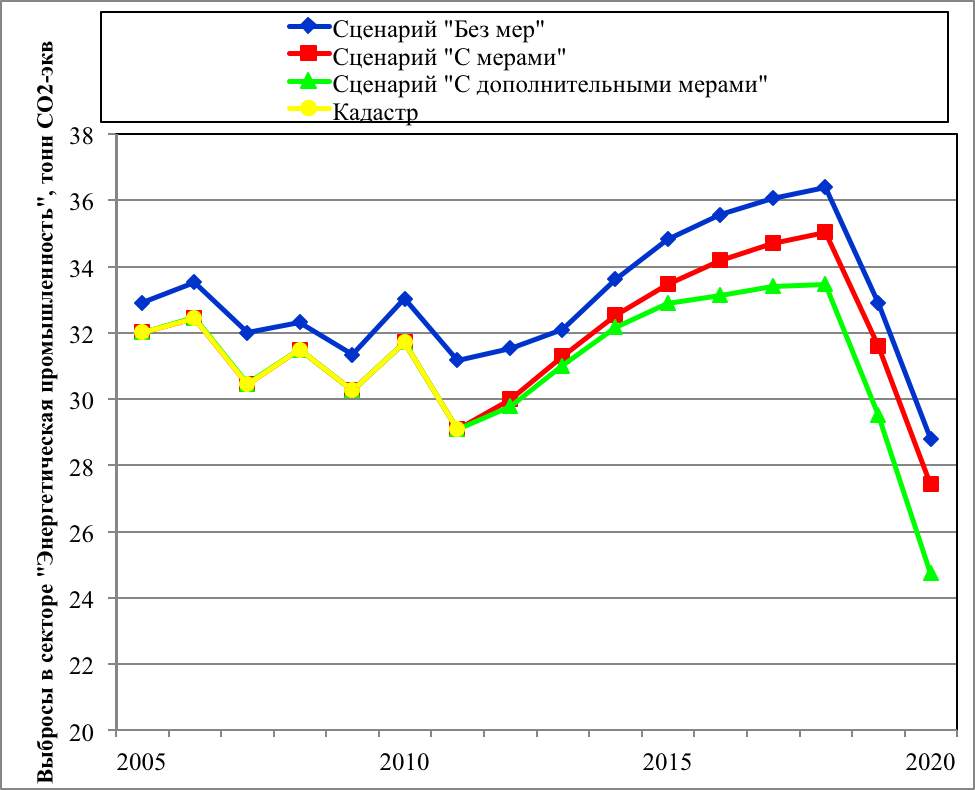 Сценарий "Без мер"
Сценарий "С мерами"
Сценарий "С дополнительными мерами"
Кадастр
Выбросы в секторе "Энергетическая промышленность", тонн СО2-экв
38
36
34
32
30
28
26
24
22
20
2005 2010 2015 2020